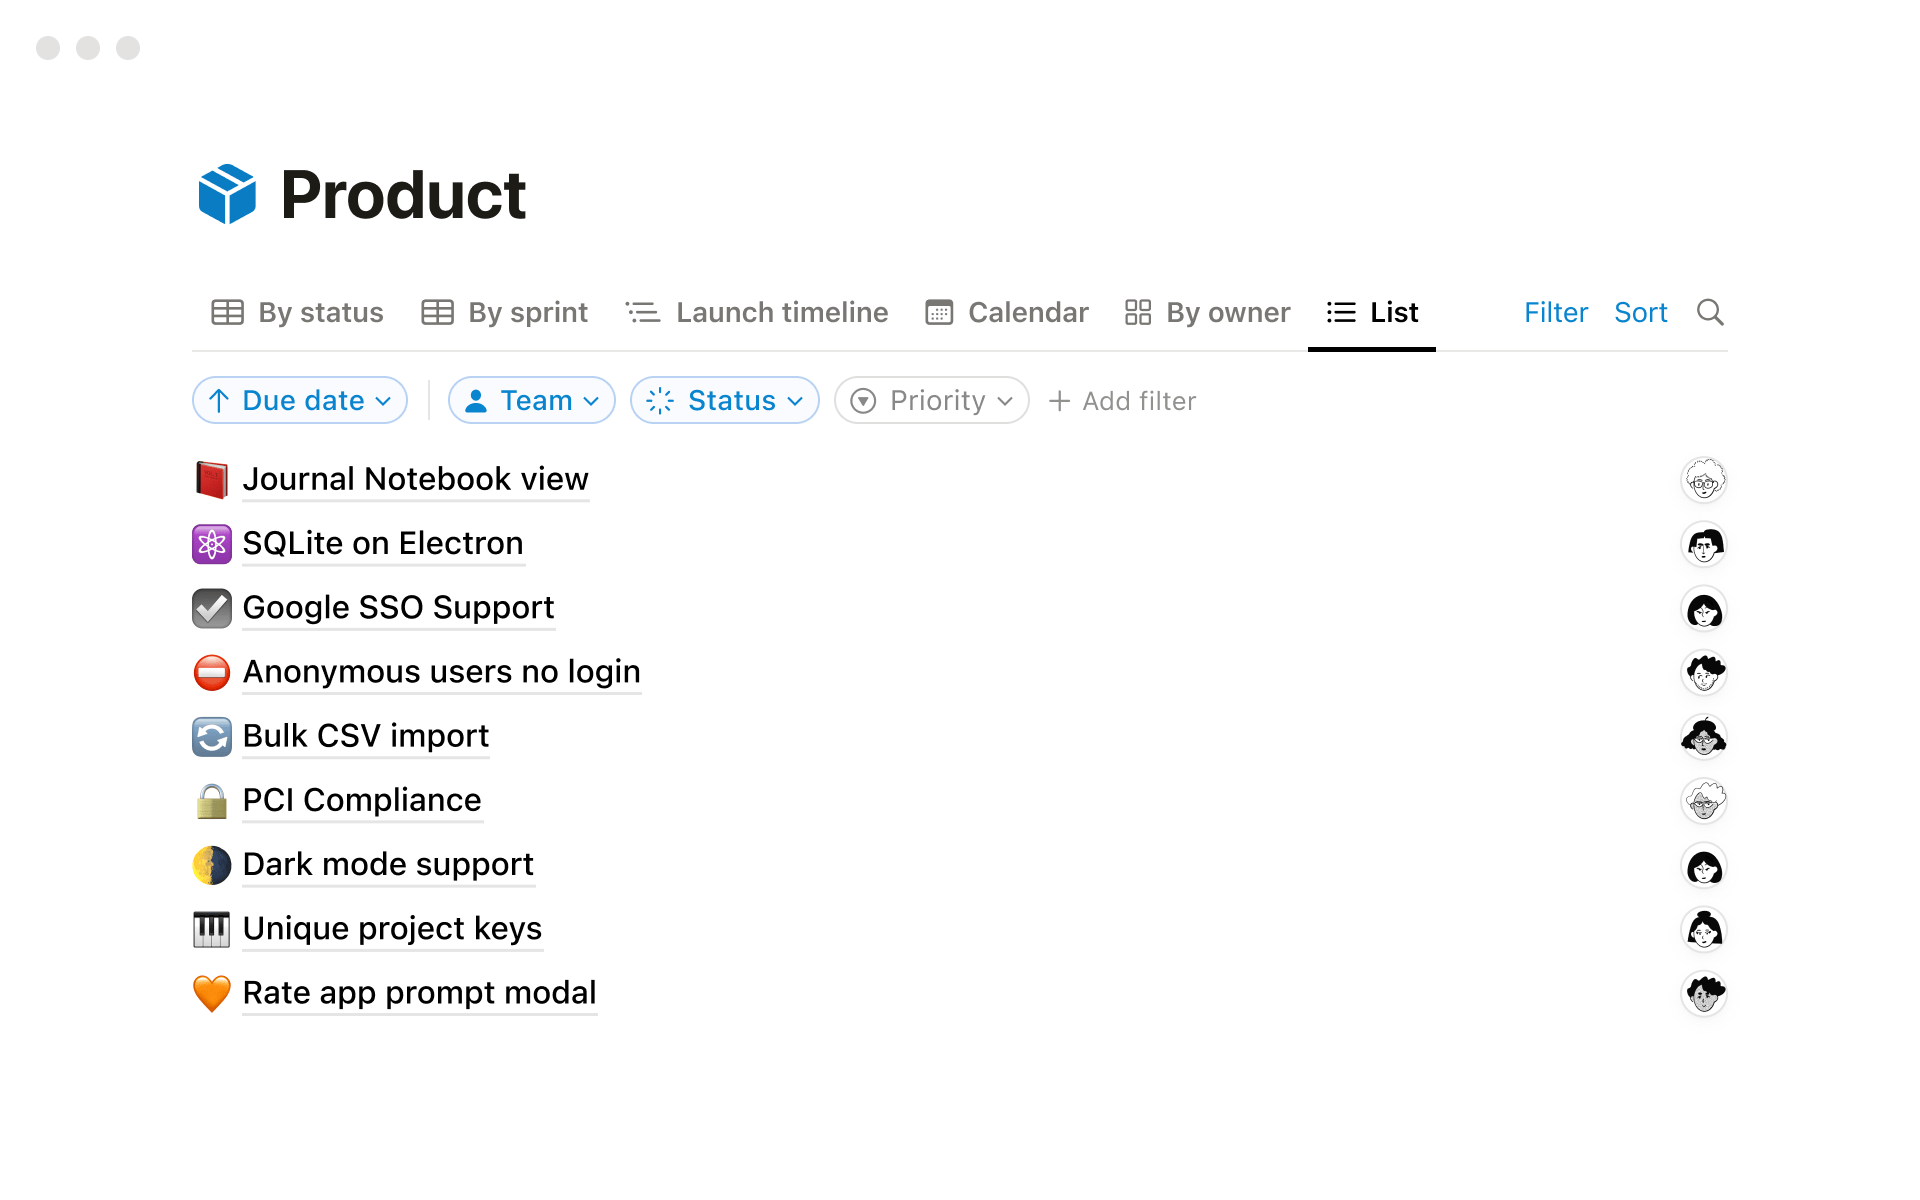 Product
By status By sprint Launch timeline Calendar By owner List Filter Sort
Due date Team Status Priority + Add filter
Journal Notebook view
SQLite on Electron
Google SSO Support
Anonymous users no login
Bulk CSV import
PCI Compliance
Dark mode support
Unique project keys
Rate app prompt modal